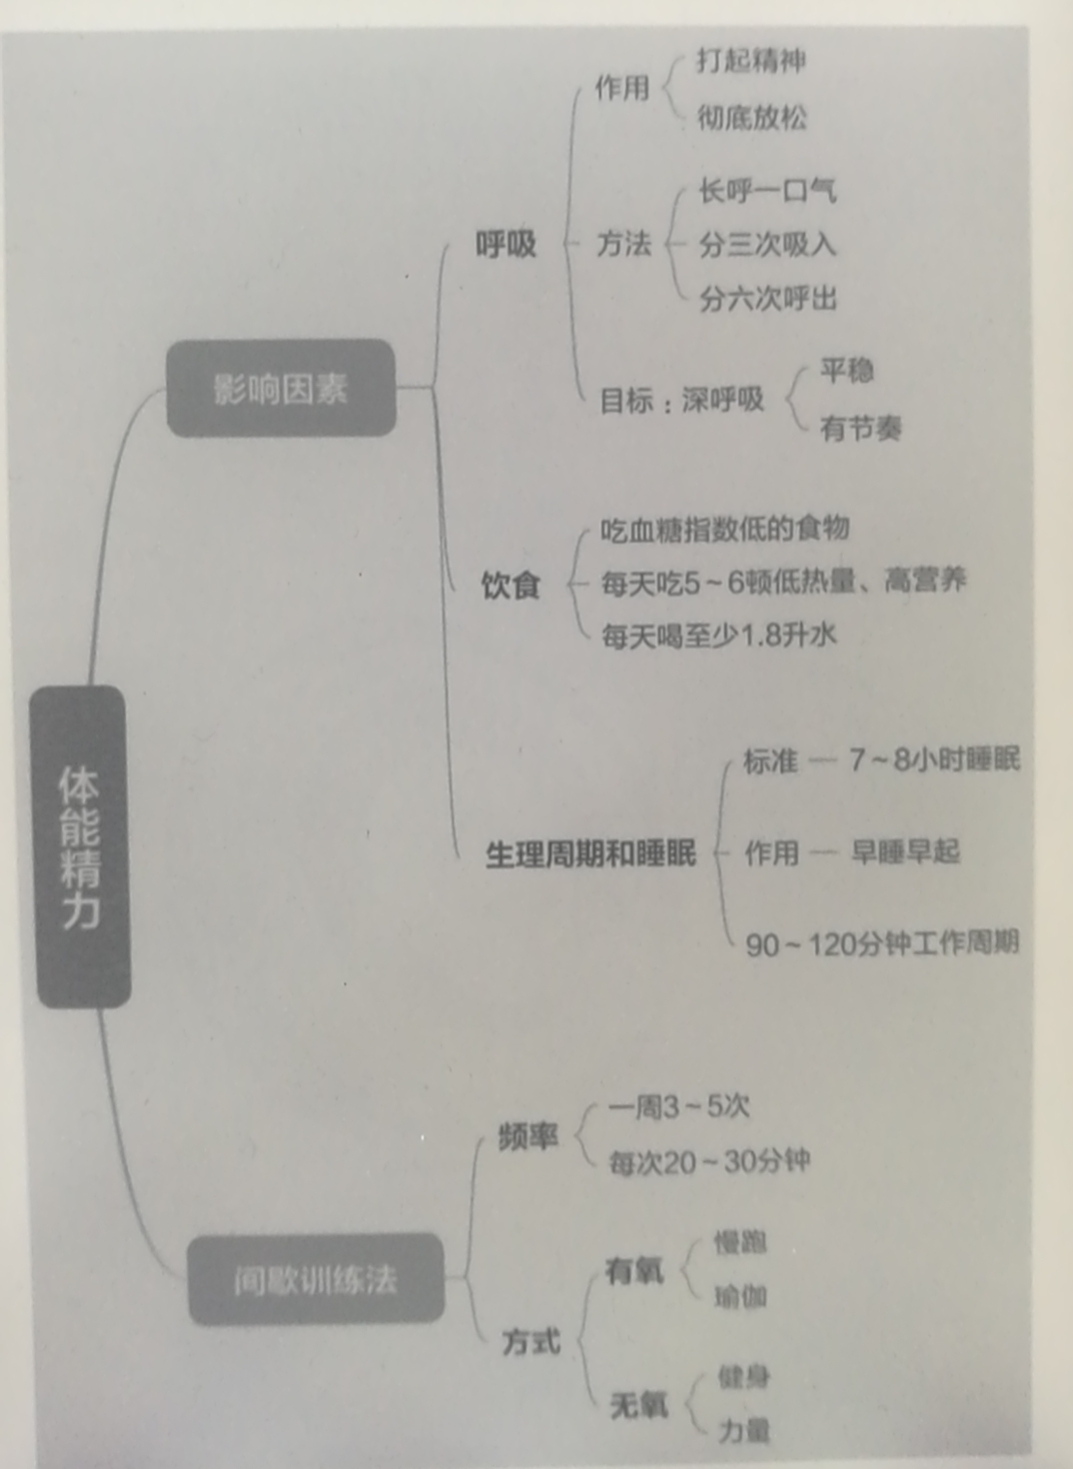 体能精力
影响因素
呼吸
作用
打起精神
彻底放松
方法
长呼一口气
分三次吸入
分六次呼出
目标：深呼吸
平稳
有节奏
饮食
吃血糖指数低的食物
每天吃5~6顿低热量、高营养
每天喝至少1.8升水
生理周期和睡眠
标准 — 7~8小时睡眠
作用 — 早睡早起
90~120分钟工作周期
间歇训练法
频率
一周3~5次
每次20~30分钟
方式
有氧
慢跑
瑜伽
无氧
健身
力量